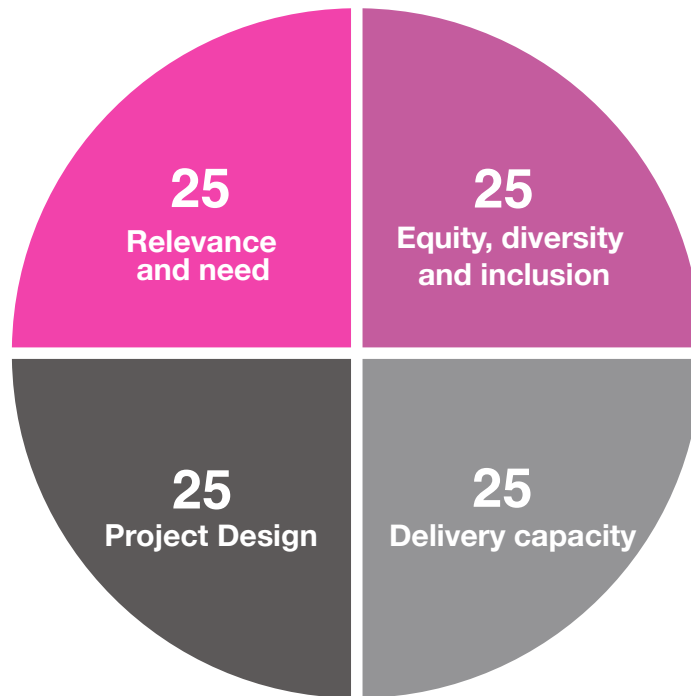 25
Relevance
and need
25
Equity, diversity
and inclusion
25
Project Design
25
Delivery capacity